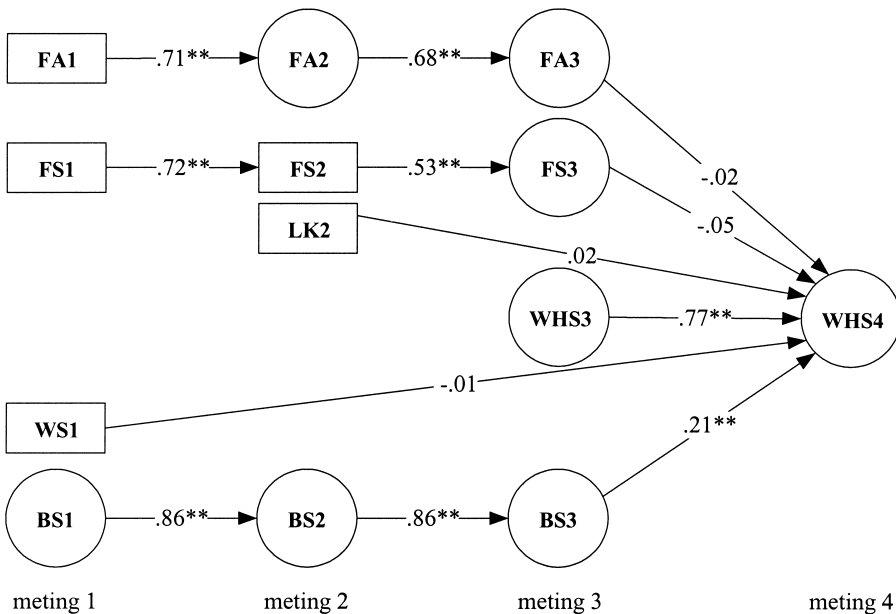 FA1 .71** FA2 .68** FA3
-.02
FS1 .72** FS2 .53** FS3
-.05
LK2
.02
WHS3 .77** WHS4
-.01
WS1
.21**
BS1 .86** BS2 .86** BS3
meting 1 meting 2 meting 3 meting 4